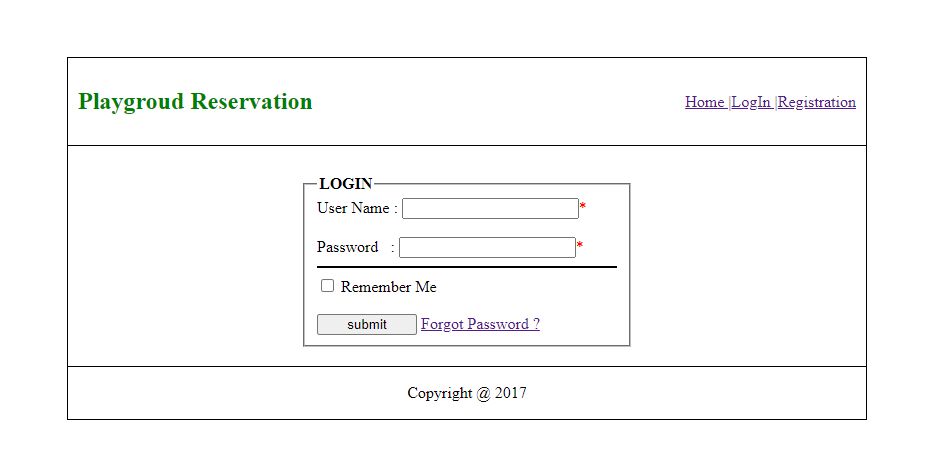 Playgroud Reservation
Home |LogIn |Registration
LOGIN
User Name : *
Password : *
Remember Me
submit Forgot Password ?
Copyright @ 2017